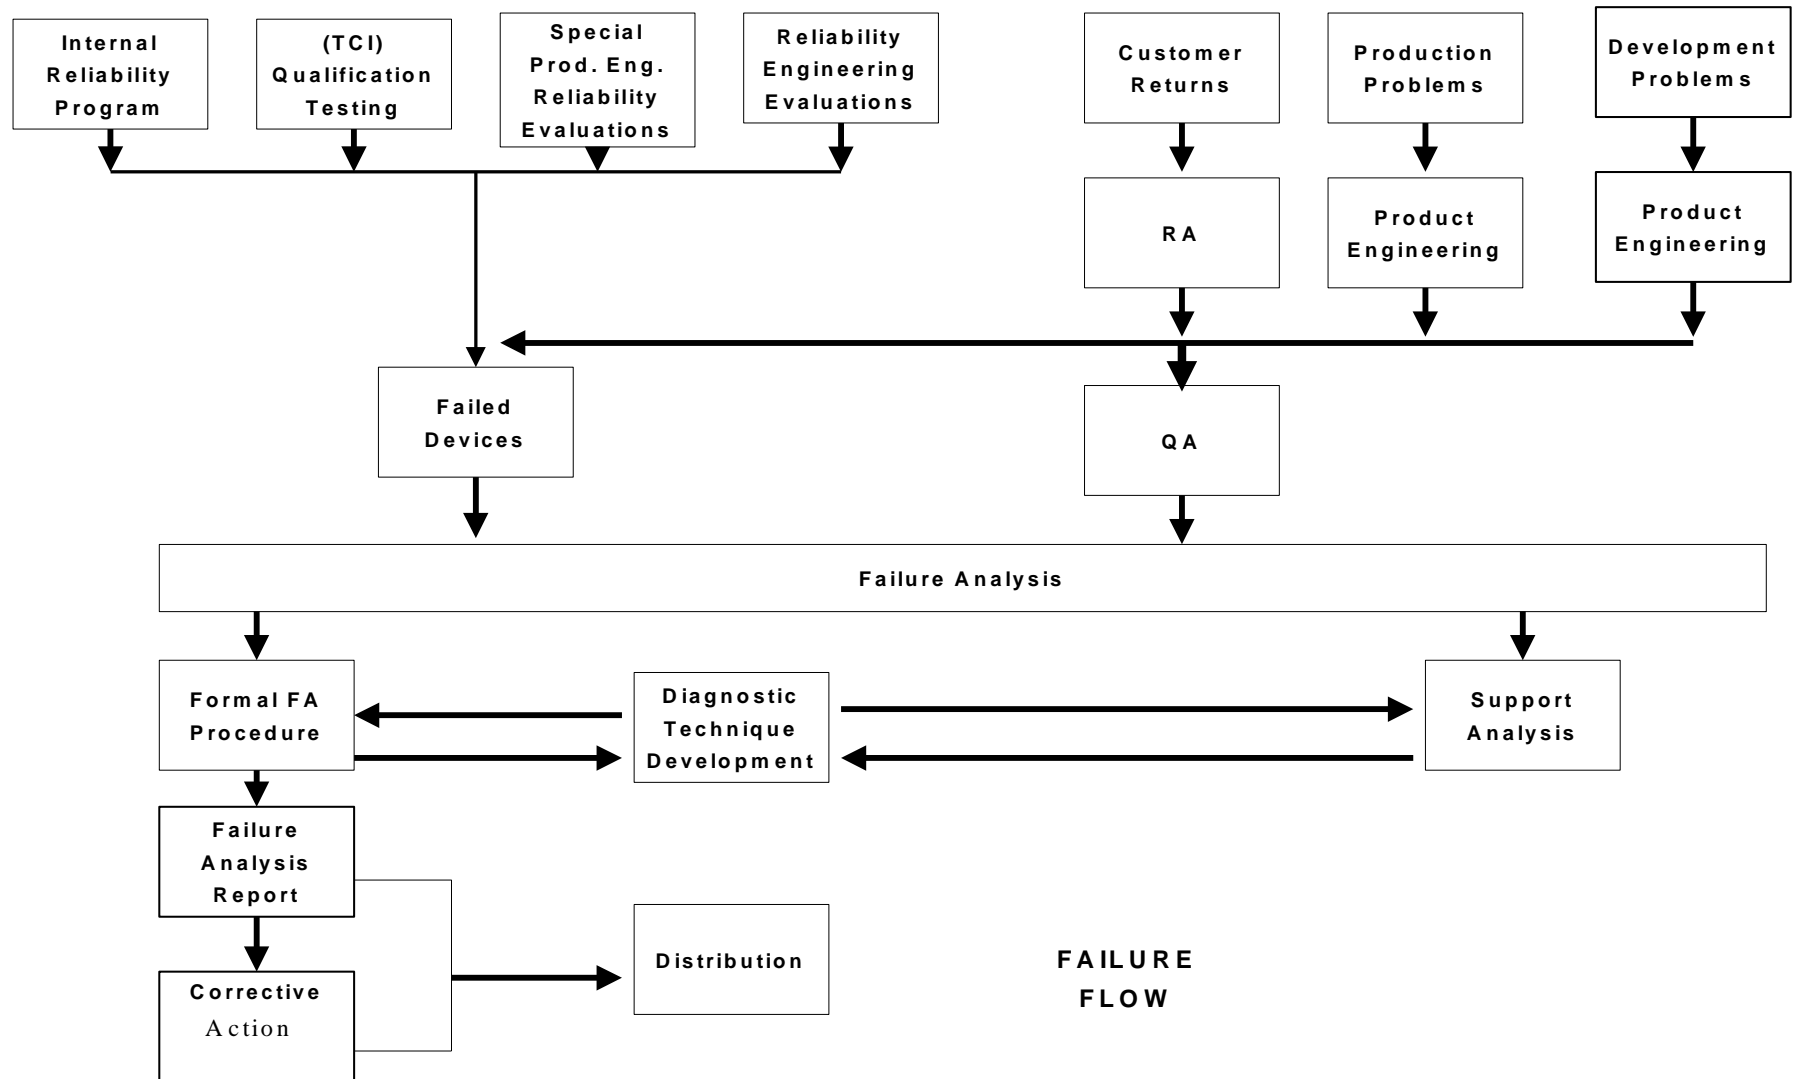 Internal
Reliability
Program
(TCI)
Qualification
Testing
Special
Prod. Eng.
Reliability
Evaluations
Reliability
Engineering
Evaluations
Customer
Returns
Production
Problems
Development
Problems
RA
Product
Engineering
Product
Engineering
Failed
Devices
QA
Failure Analysis
Formal FA
Procedure
Diagnostic
Technique
Development
Support
Analysis
Failure
Analysis
Report
Corrective
Action
Distribution
FAILURE
FLOW